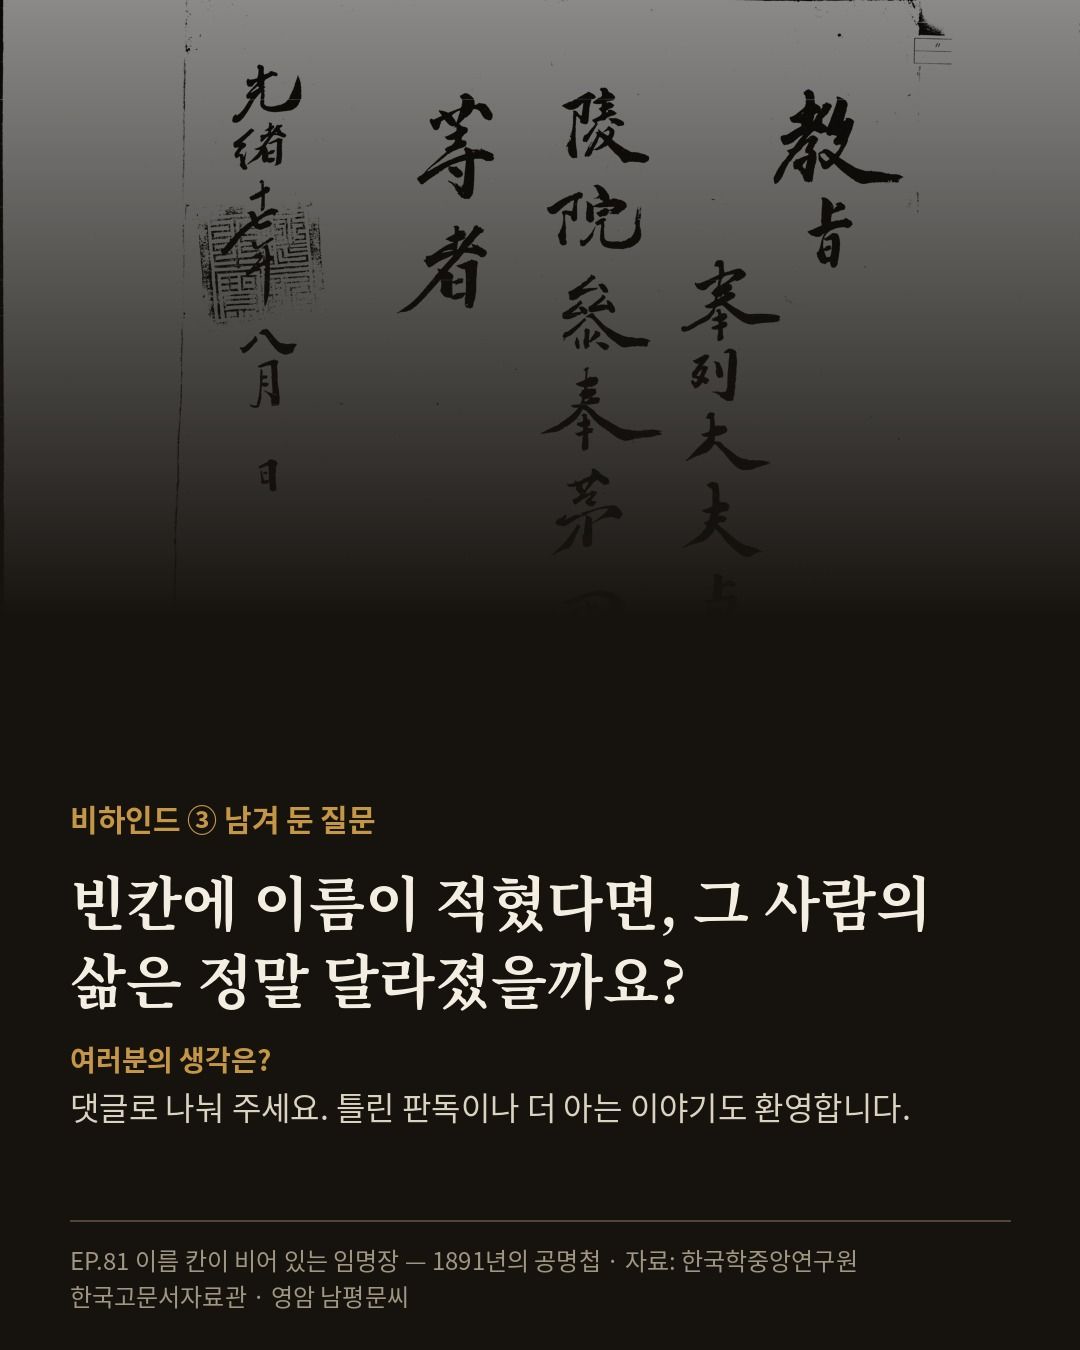 教旨
列大夫
陵院參奉第
等者
光緖十七年八月 日
비하인드 ③ 남겨 둔 질문
빈칸에 이름이 적혔다면, 그 사람의
삶은 정말 달라졌을까요?
여러분의 생각은?
댓글로 나눠 주세요. 틀린 판독이나 더 아는 이야기도 환영합니다.
EP.81 이름 칸이 비어 있는 임명장 — 1891년의 공명첩 · 자료: 한국학중앙연구원
한국고문서자료관 · 영암 남평문씨